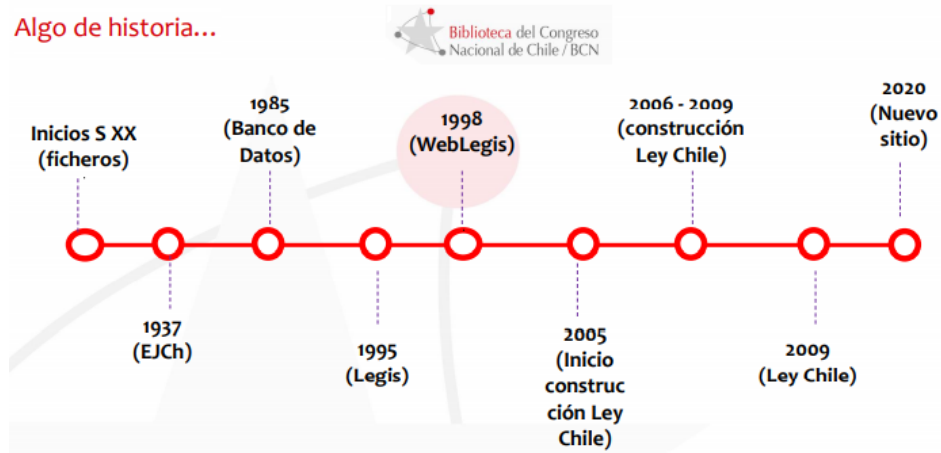 Algo de historia...
Biblioteca del Congreso
Nacional de Chile / BCN
Inicios S XX
(ficheros)
1937
(EJCh)
1985
(Banco de
Datos)
1995
(Legis)
1998
(WebLegis)
2005
(Inicio
construc
ción Ley
Chile)
2006 - 2009
(construcción
Ley Chile)
2009
(Ley Chile)
2020
(Nuevo
sitio)